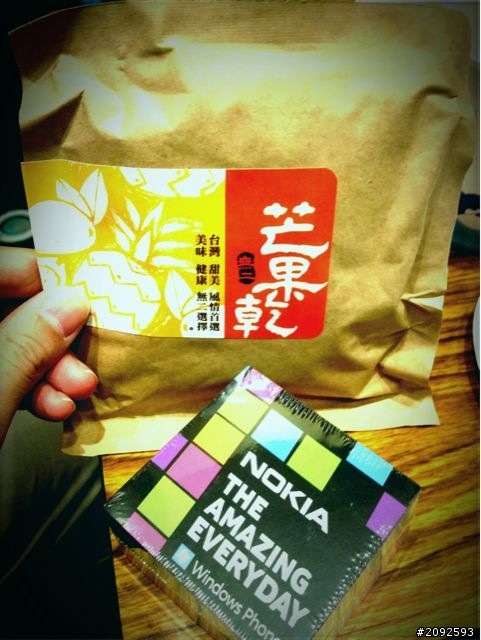 芒果乾
台灣 甜美 風情首選
美味 健康 無二選擇。
NOKIA
THE
AMAZING
EVERYDAY
Windows Phone
#2092593